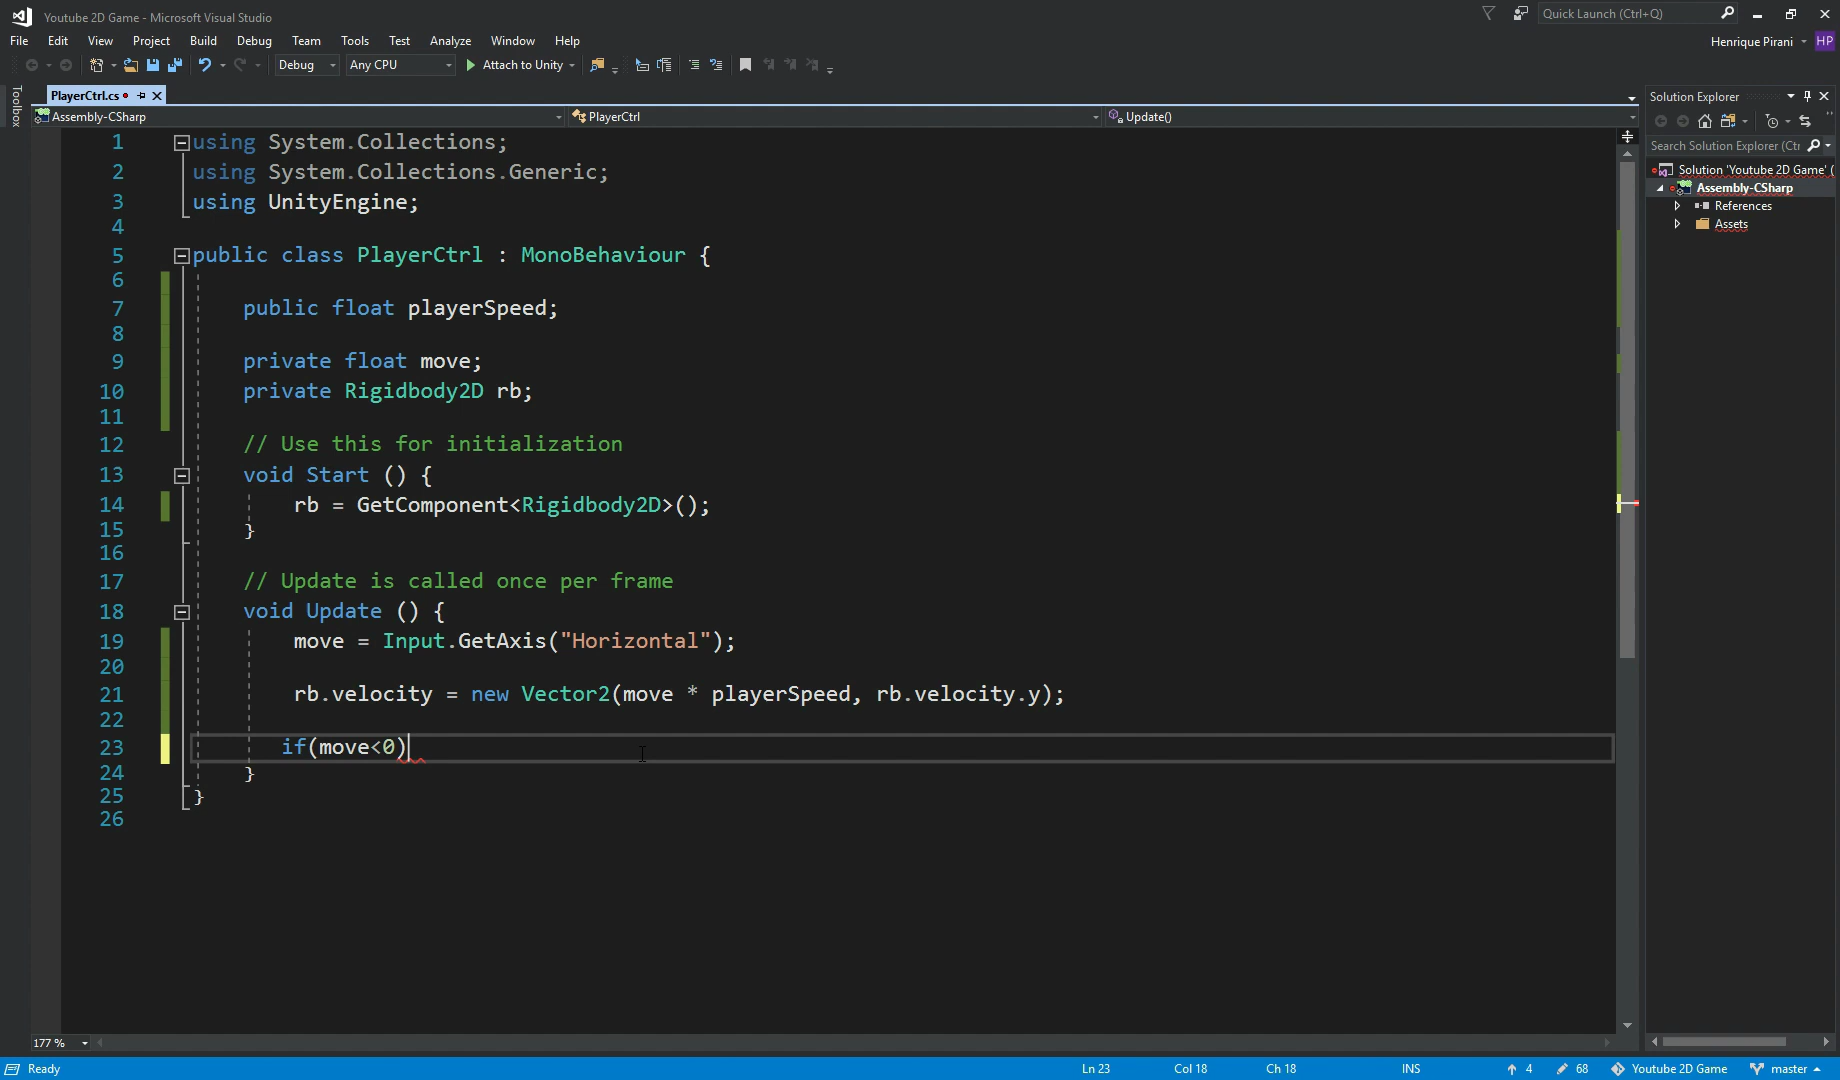 Youtube 2D Game - Microsoft Visual Studio
Quick Launch (Ctrl+Q)
File Edit View Project Build Debug Team Tools Test Analyze Window Help
Henrique Pirani HP
Debug Any CPU Attach to Unity
Toolbox
PlayerCtrl.cs
Assembly-CSharp PlayerCtrl Update()
1 using System.Collections;
2 using System.Collections.Generic;
3 using UnityEngine;
4
5 public class PlayerCtrl : MonoBehaviour {
6
7 public float playerSpeed;
8
9 private float move;
10 private Rigidbody2D rb;
11
12 // Use this for initialization
13 void Start () {
14 rb = GetComponent<Rigidbody2D>();
15 }
16
17 // Update is called once per frame
18 void Update () {
19 move = Input.GetAxis("Horizontal");
20
21 rb.velocity = new Vector2(move * playerSpeed, rb.velocity.y);
22
23 if(move<0)
24 }
25 }
26
Solution Explorer
Search Solution Explorer (Ctr
Solution 'Youtube 2D Game' (
Assembly-CSharp
References
Assets
177 %
Ready Ln 23 Col 18 Ch 18 INS 4 68 Youtube 2D Game master